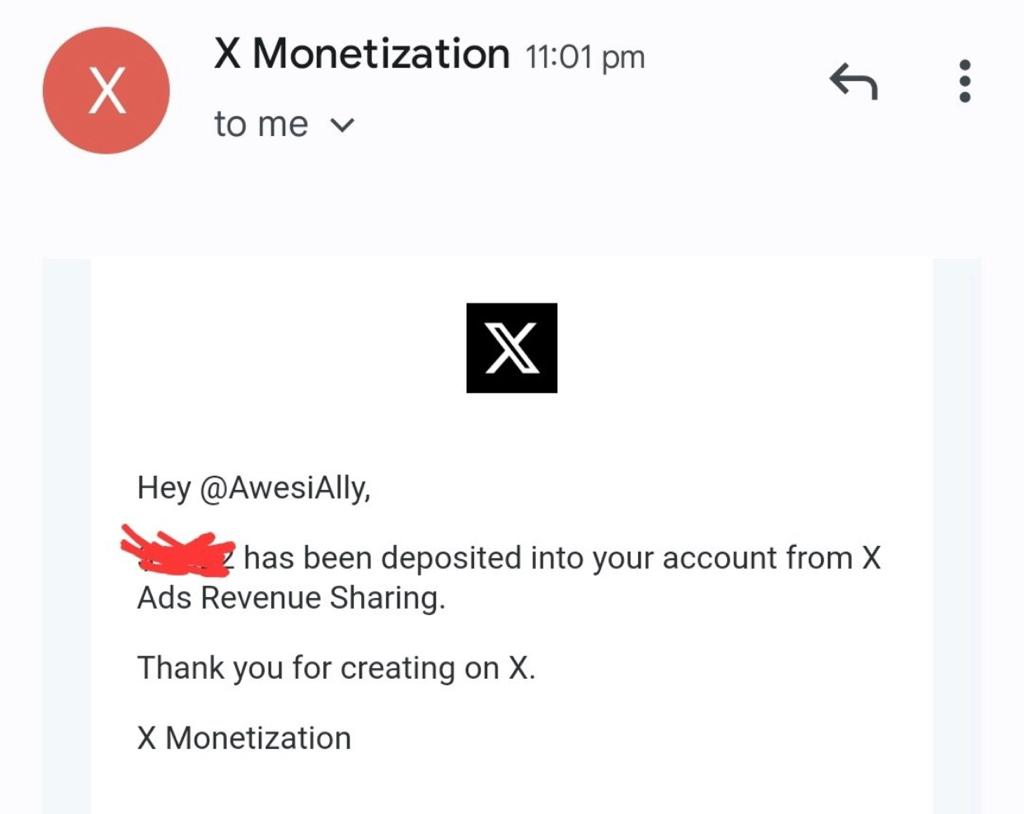 X
X Monetization 11:01 pm
to me
X
Hey @AwesiAlly,
has been deposited into your account from X
Ads Revenue Sharing.
Thank you for creating on X.
X Monetization